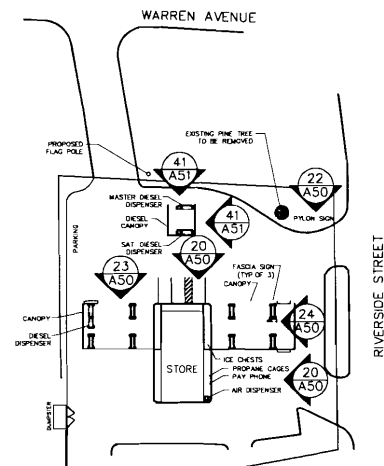 WARREN AVENUE
EXISTING PINE TREE
TO BE REMOVED
PROPOSED
FLAG POLE
41
A51
22
A50
MASTER DIESEL
DISPENSER
PYLON SIGN
DIESEL
CANOPY
41
A51
SAT DIESEL
DISPENSER
PARKING
20
A50
23
A50
FASCIA SIGN
(TYP OF 3)
CANOPY
RIVERSIDE STREET
CANOPY
DIESEL
DISPENSER
24
A50
STORE
ICE CHESTS
PROPANE CAGES
PAY PHONE
AIR DISPENSER
20
A50
DUMPSTER